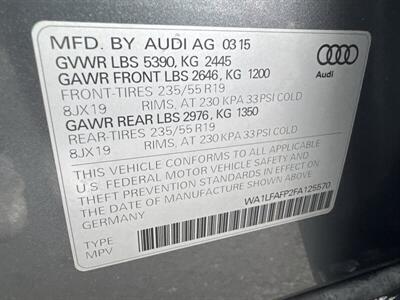 MFD. BY AUDI AG 03 15
GVWR LBS 5390, KG 2445
GAWR FRONT LBS 2646, KG 1200
FRONT-TIRES 235/55 R19
8JX19 RIMS, AT 230 KPA 33 PSI COLD
GAWR REAR LBS 2976, KG 1350
REAR-TIRES 235/55 R19
8JX19 RIMS, AT 230 KPA 33 PSI COLD
Audi
THIS VEHICLE CONFORMS TO ALL APPLICABLE
U.S. FEDERAL MOTOR VEHICLE SAFETY AND
THEFT PREVENTION STANDARDS IN EFFECT ON
THE DATE OF MANUFACTURE SHOWN ABOVE.
GERMANY
WA1LFAFP2FA125570
TYPE
MPV